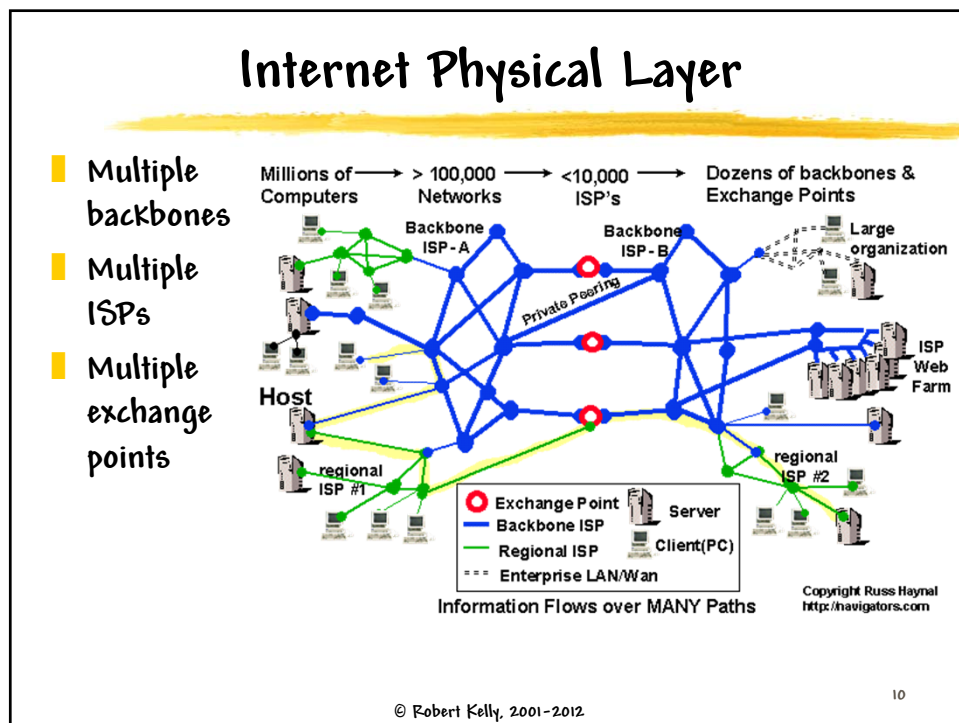 Internet Physical Layer
Multiple
backbones
Multiple
ISPs
Multiple
exchange
points
Millions of
Computers
> 100,000
Networks
<10,000
ISP's
Dozens of backbones &
Exchange Points
Backbone
ISP-A
Backbone
ISP-B
Large
organization
Private Peering
ISP
Web
Farm
Host
regional
ISP #1
regional
ISP #2
Exchange Point
Backbone ISP
Regional ISP
Enterprise LAN/Wan
Server
Client(PC)
Information Flows over MANY Paths
Copyright Russ Haynal
http://navigators.com
10
© Robert Kelly, 2001-2012